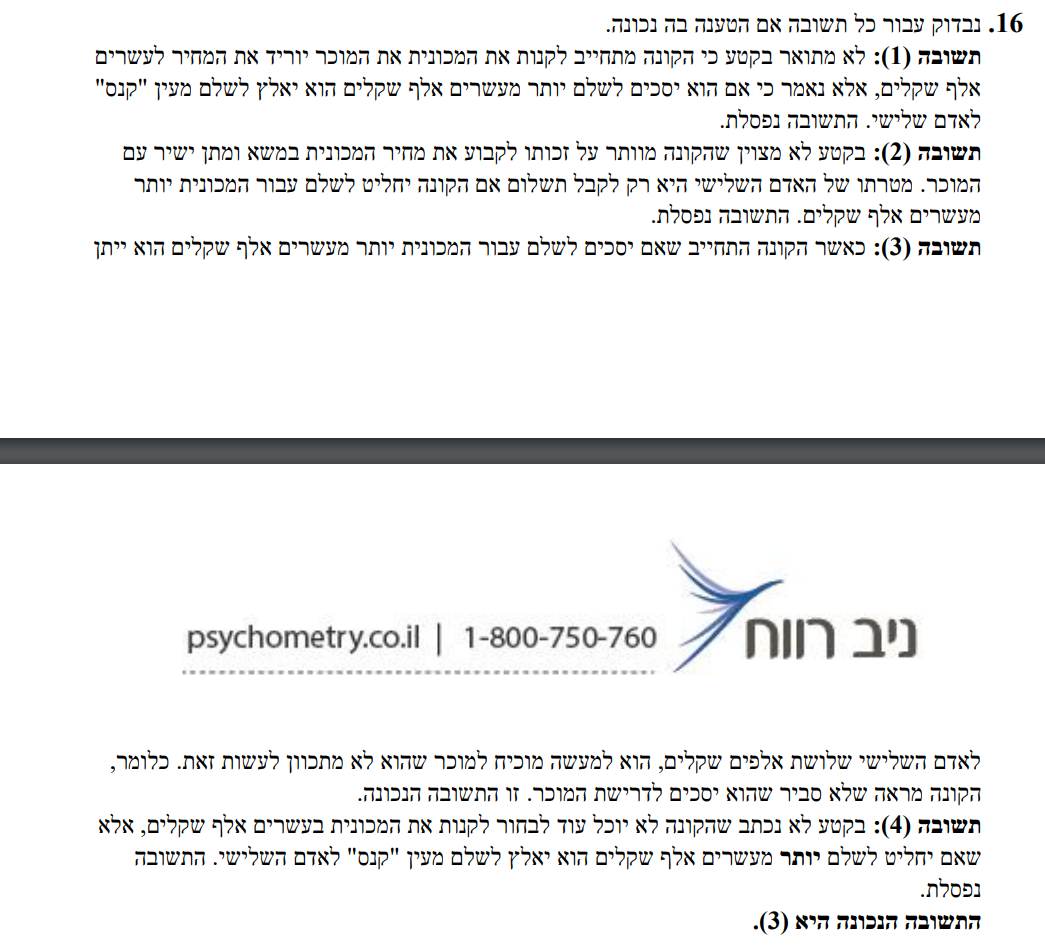 16. נבדוק עבור כל תשובה אם הטענה בה נכונה.
תשובה (1): לא מתואר בקטע כי הקונה מתחייב לקנות את המכונית את המוכר יוריד את המחיר לעשרים
אלף שקלים, אלא נאמר כי אם הוא יסכים לשלם יותר מעשרים אלף שקלים הוא יאלץ לשלם מעין "קנס"
לאדם שלישי. התשובה נפסלת.
תשובה (2): בקטע לא מצוין שהקונה מוותר על זכותו לקבוע את מחיר המכונית במשא ומתן ישיר עם
המוכר. מטרתו של האדם השלישי היא רק לקבל תשלום אם הקונה יחליט לשלם עבור המכונית יותר
מעשרים אלף שקלים. התשובה נפסלת.
תשובה (3): כאשר הקונה התחייב שאם יסכים לשלם עבור המכונית יותר מעשרים אלף שקלים הוא ייתן
ניב רווח
psychometry.co.il | 1-800-750-760
לאדם השלישי שלושת אלפים שקלים, הוא למעשה מוכיח למוכר שהוא לא מתכוון לעשות זאת. כלומר,
הקונה מראה שלא סביר שהוא יסכים לדרישת המוכר. זו התשובה הנכונה.
תשובה (4): בקטע לא נכתב שהקונה לא יוכל עוד לבחור לקנות את המכונית בעשרים אלף שקלים, אלא
שאם יחליט לשלם יותר מעשרים אלף שקלים הוא יאלץ לשלם מעין "קנס" לאדם השלישי. התשובה
נפסלת.
התשובה הנכונה היא (3).